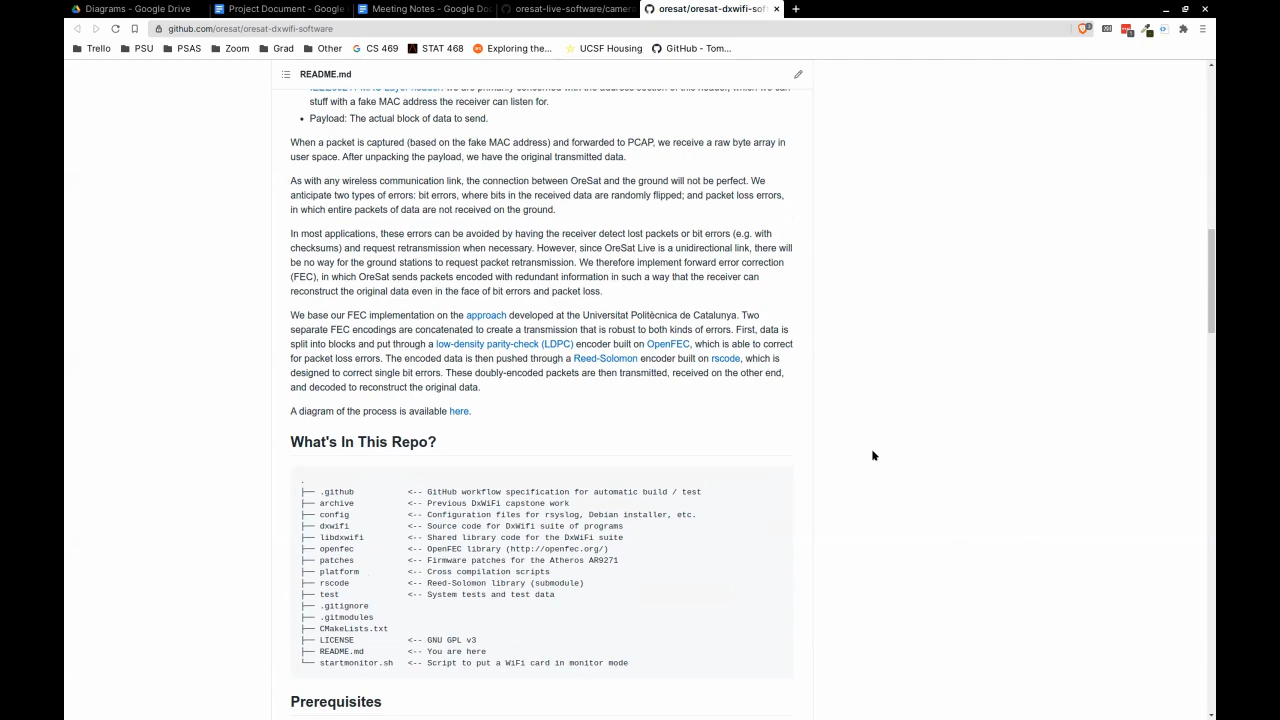 Diagrams - Google Drive
Project Document - Google
Meeting Notes - Google Doc
oresat-live-software/camer
oresat/oresat-dxwifi-soft
github.com/oresat/oresat-dxwifi-software
Trello
PSU
PSAS
Zoom
Grad
Other
CS 469
STAT 468
Exploring the...
UCSF Housing
GitHub - Tom...
README.md
stuff with a fake MAC address the receiver can listen for.
• Payload: The actual block of data to send.
When a packet is captured (based on the fake MAC address) and forwarded to PCAP, we receive a raw byte array in
user space. After unpacking the payload, we have the original transmitted data.
As with any wireless communication link, the connection between OreSat and the ground will not be perfect. We
anticipate two types of errors: bit errors, where bits in the received data are randomly flipped; and packet loss errors,
in which entire packets of data are not received on the ground.
In most applications, these errors can be avoided by having the receiver detect lost packets or bit errors (e.g. with
checksums) and request retransmission when necessary. However, since OreSat Live is a unidirectional link, there will
be no way for the ground stations to request packet retransmission. We therefore implement forward error correction
(FEC), in which OreSat sends packets encoded with redundant information in such a way that the receiver can
reconstruct the original data even in the face of bit errors and packet loss.
We base our FEC implementation on the approach developed at the Universitat Politècnica de Catalunya. Two
separate FEC encodings are concatenated to create a transmission that is robust to both kinds of errors. First, data is
split into blocks and put through a low-density parity-check (LDPC) encoder built on OpenFEC, which is able to correct
for packet loss errors. The encoded data is then pushed through a Reed-Solomon encoder built on rscode, which is
designed to correct single bit errors. These doubly-encoded packets are then transmitted, received on the other end,
and decoded to reconstruct the original data.
A diagram of the process is available here.
What's In This Repo?
.
├── .github <-- GitHub workflow specification for automatic build / test
├── archive <-- Previous DxWiFi capstone work
├── config <-- Configuration files for rsyslog, Debian installer, etc.
├── dxwifi <-- Source code for DxWiFi suite of programs
├── libdxwifi <-- Shared library code for the DxWiFi suite
├── openfec <-- OpenFEC library (http://openfec.org/)
├── patches <-- Firmware patches for the Atheros AR9271
├── platform <-- Cross compilation scripts
├── rscode <-- Reed-Solomon library (submodule)
├── test <-- System tests and test data
├── .gitignore
├── .gitmodules
├── CMakeLists.txt
├── LICENSE <-- GNU GPL v3
├── README.md <-- You are here
└── startmonitor.sh <-- Script to put a WiFi card in monitor mode
Prerequisites